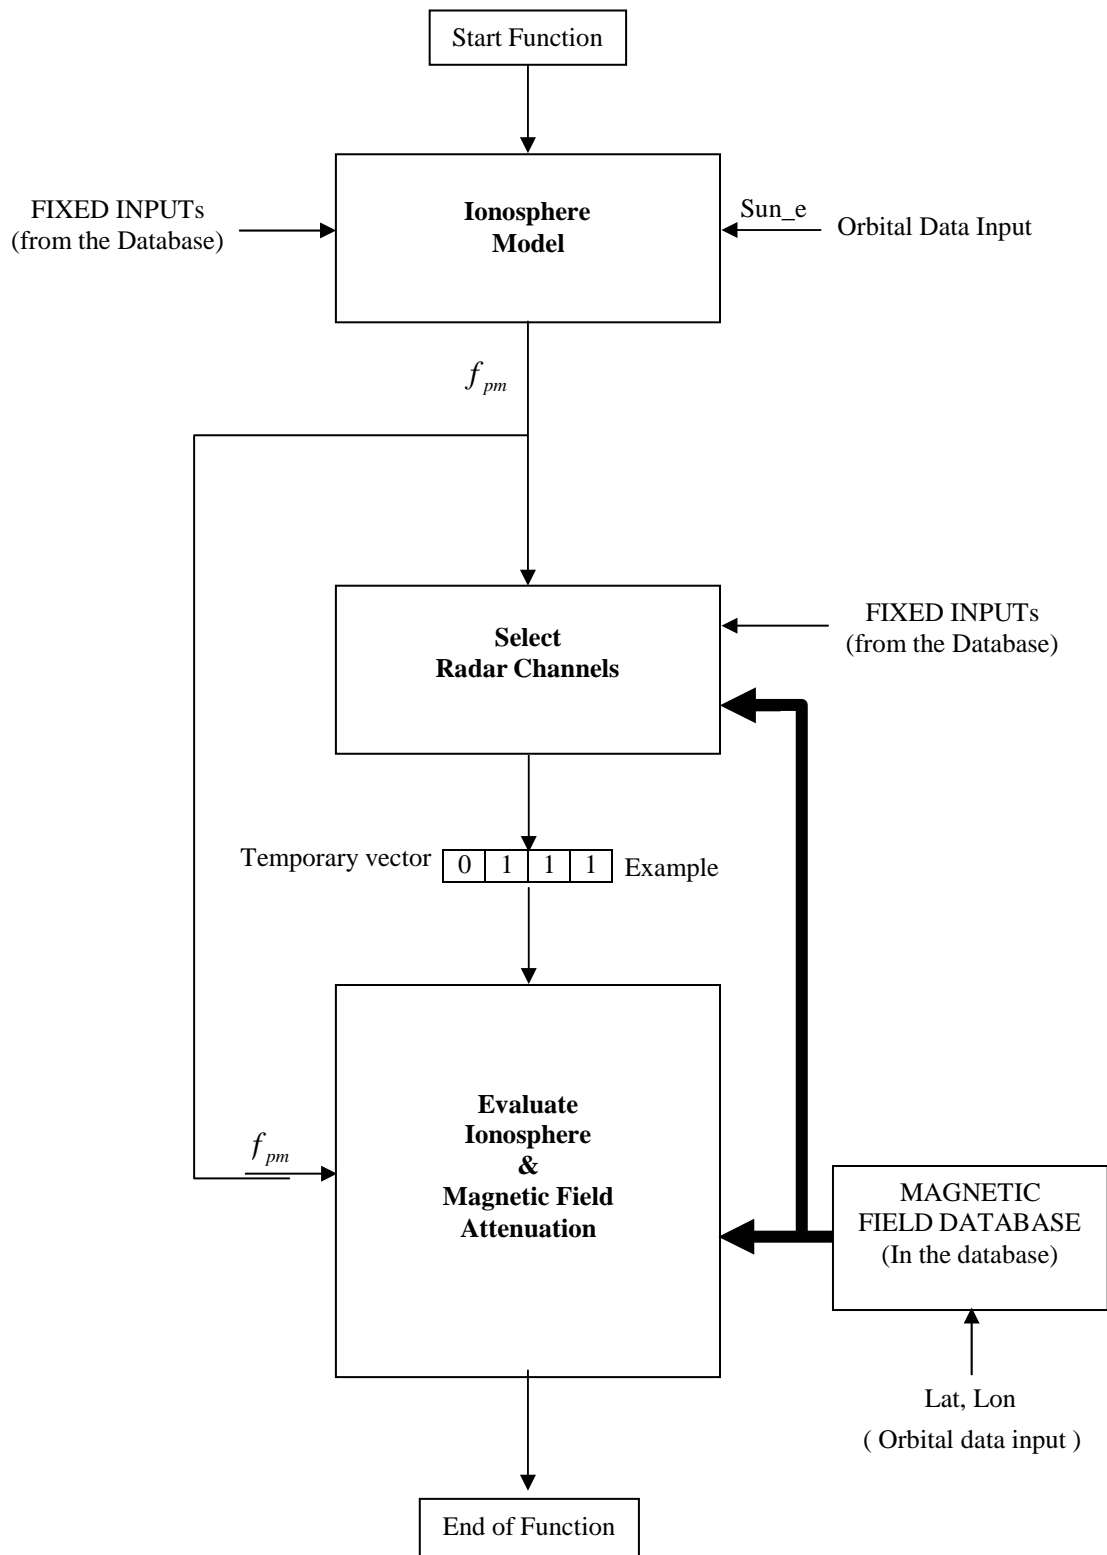 Start Function
FIXED INPUTs
(from the Database)
Ionosphere
Model
Sun_e
Orbital Data Input
f pm
Select
Radar Channels
FIXED INPUTs
(from the Database)
Temporary vector
0 1 1 1
Example
Evaluate
Ionosphere
&
Magnetic Field
Attenuation
f pm
MAGNETIC
FIELD DATABASE
(In the database)
Lat, Lon
( Orbital data input )
End of Function